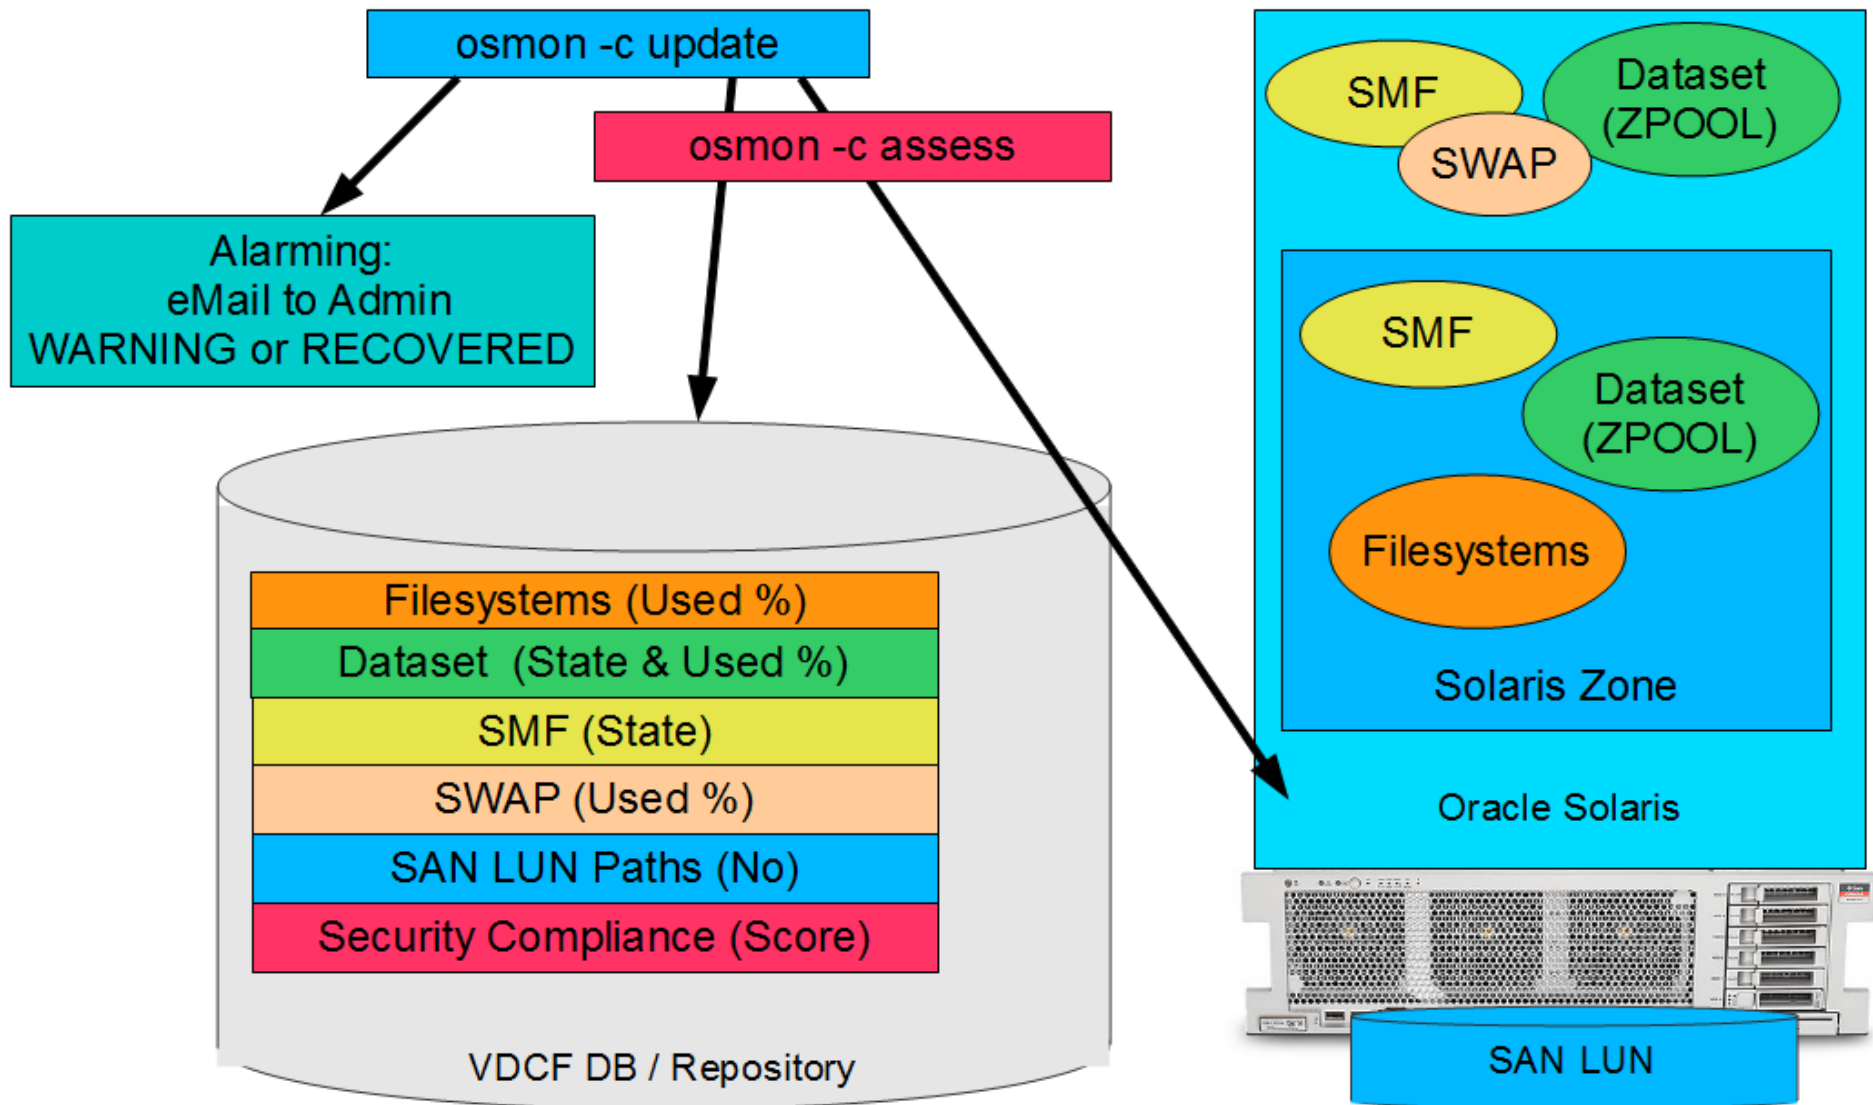 osmon -c update
osmon -c assess
Alarming:
eMail to Admin
WARNING or RECOVERED
Filesystems (Used %)
Dataset (State & Used %)
SMF (State)
SWAP (Used %)
SAN LUN Paths (No)
Security Compliance (Score)
VDCF DB / Repository
SMF
Dataset
(ZPOOL)
SWAP
SMF
Dataset
(ZPOOL)
Filesystems
Solaris Zone
Oracle Solaris
SAN LUN